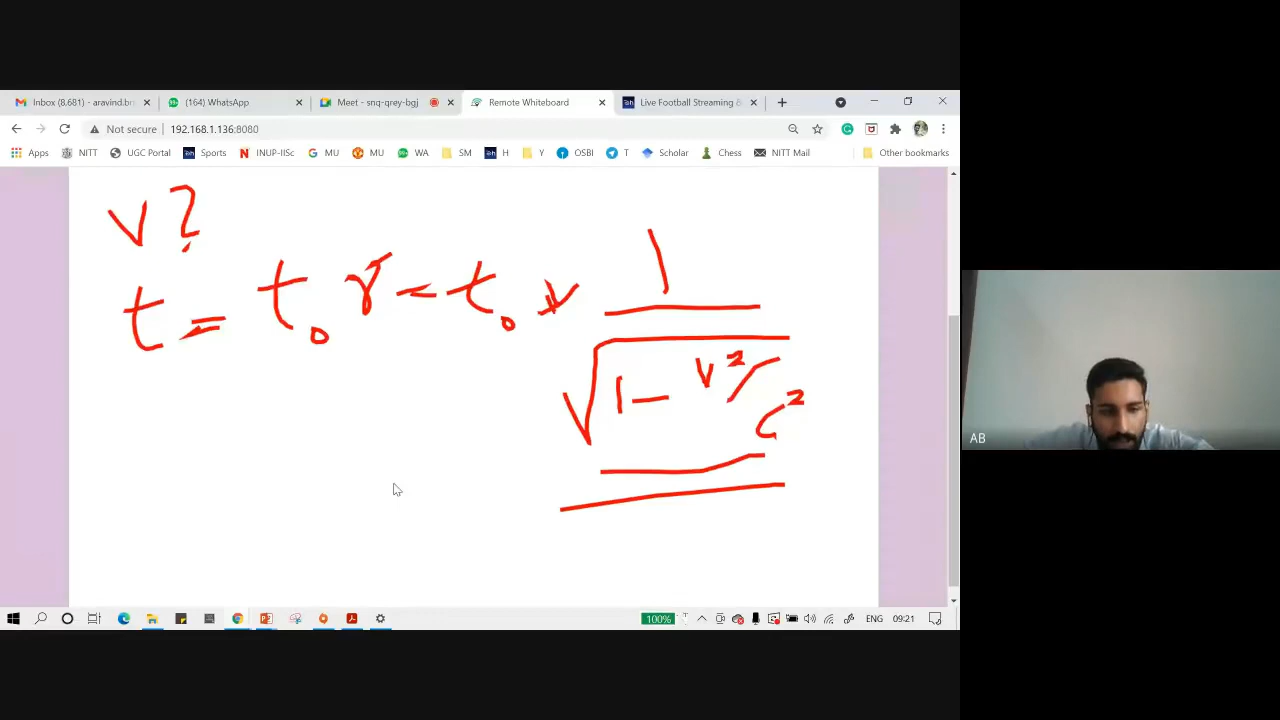 Inbox (8,681) - aravind.bm
(164) WhatsApp
Meet - snq-qrey-bgj
Remote Whiteboard
Live Football Streaming &
Not secure
192.168.1.136:8080
Apps
NITT
UGC Portal
Sports
INUP-IISc
MU
MU
WA
SM
H
Y
OSBI
T
Scholar
Chess
NITT Mail
Other bookmarks
v ?
t = t₀ γ = t₀ * 1
√1 - v²/c²
AB
100%
ENG
09:21